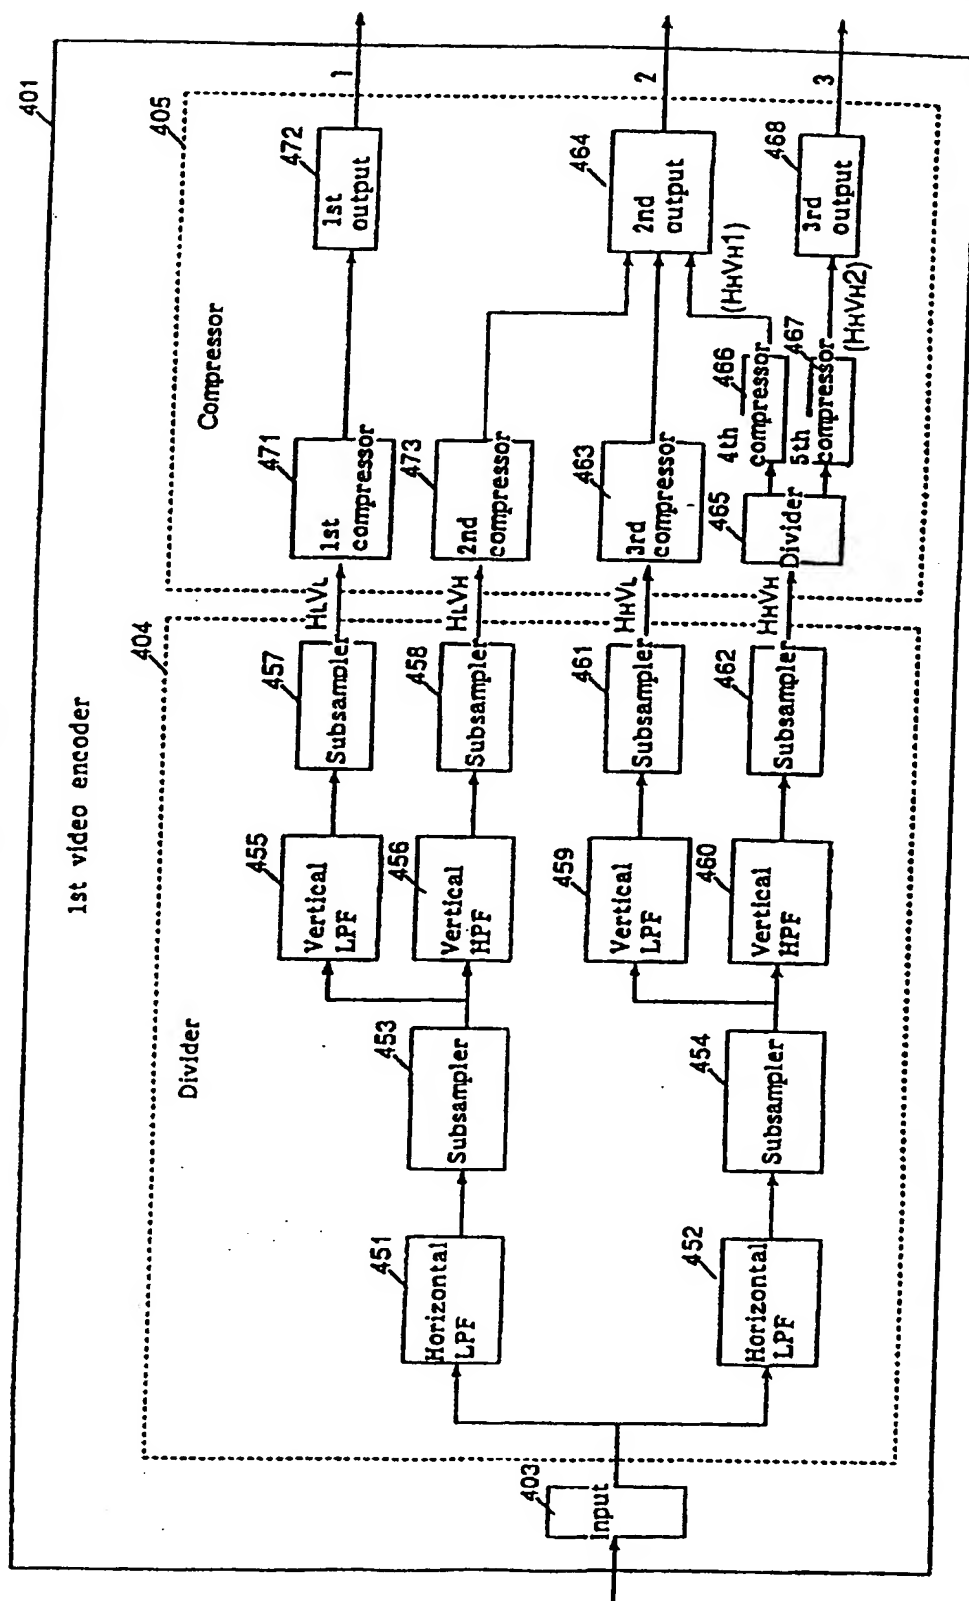 401
1st video encoder
404
Divider
405
Compressor
403
input
451
Horizontal
LPF
453
Subsampler
455
Vertical
LPF
457
Subsampler
HLVL
471
1st
compressor
472
1st
output
1
456
Vertical
HPF
458
Subsampler
HLVH
473
2nd
compressor
464
2nd
output
2
452
Horizontal
LPF
454
Subsampler
459
Vertical
LPF
461
Subsampler
HHVL
463
3rd
compressor
460
Vertical
HPF
462
Subsampler
HHVH
465
Divider
4th 466
compressor
(HHVH1)
5th 467
compressor
(HHVH2)
468
3rd
output
3